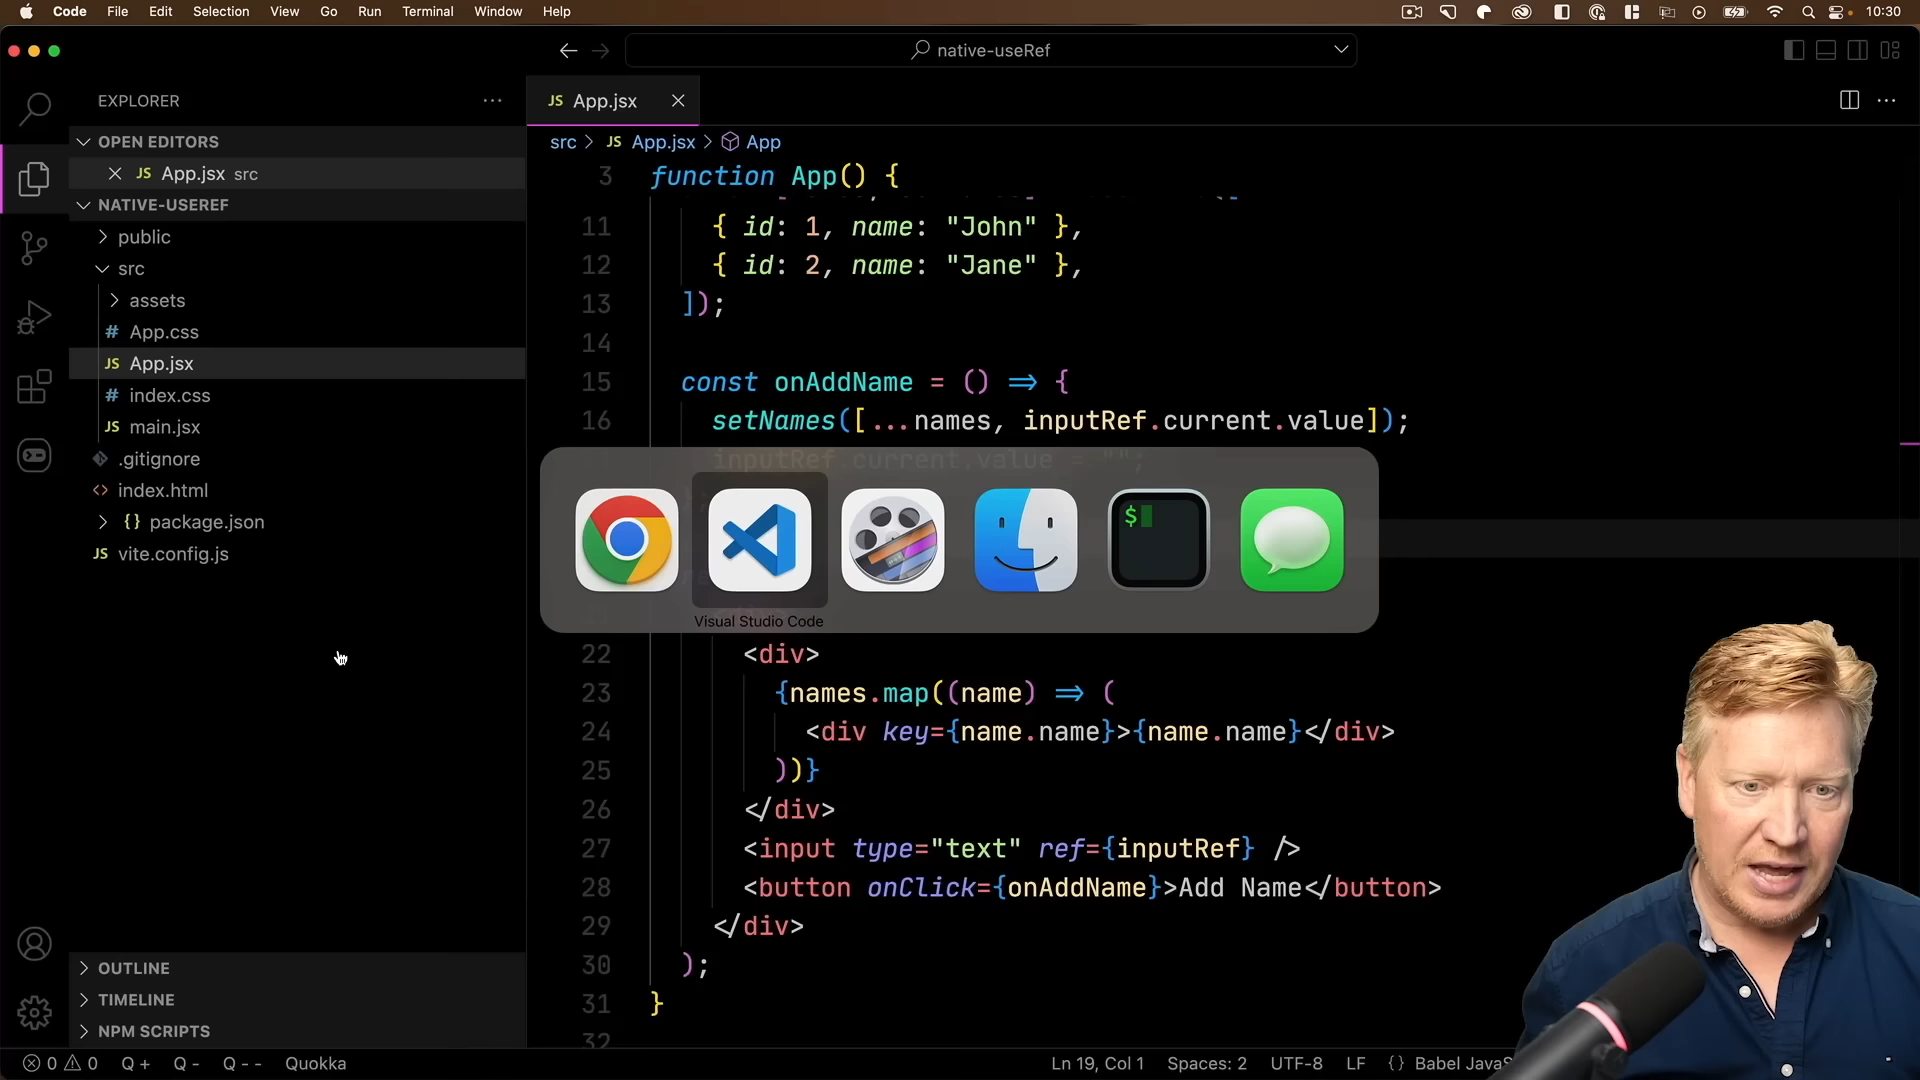 Code File Edit Selection View Go Run Terminal Window Help 10:30
native-useRef
EXPLORER
JS App.jsx
OPEN EDITORS
src > JS App.jsx > App
JS App.jsx src
3 function App() {
NATIVE-USEREF
public
11 { id: 1, name: "John" },
src
12 { id: 2, name: "Jane" },
assets
13 ]);
# App.css
14
JS App.jsx
15 const onAddName = () => {
# index.css
16 setNames([...names, inputRef.current.value]);
JS main.jsx
.gitignore
inputRef.current.value = "";
<> index.html
{} package.json
$
JS vite.config.js
Visual Studio Code
22 <div>
23 {names.map((name) => (
24 <div key={name.name}>{name.name}</div>
25 ))}
26 </div>
27 <input type="text" ref={inputRef} />
28 <button onClick={onAddName}>Add Name</button>
29 </div>
OUTLINE
30 );
TIMELINE
31 }
NPM SCRIPTS
32
0 0 Q + Q - Q - - Quokka Ln 19, Col 1 Spaces: 2 UTF-8 LF {} Babel JavaS